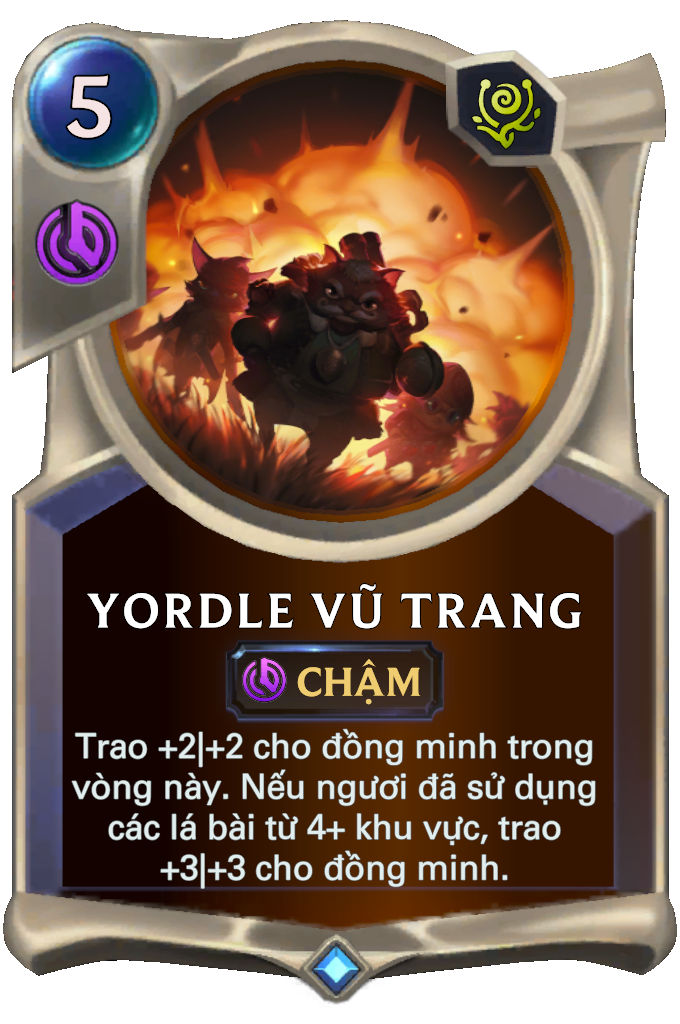 5
YORDLE VŨ TRANG
CHẬM
Trao +2|+2 cho đồng minh trong
vòng này. Nếu ngươi đã sử dụng
các lá bài từ 4+ khu vực, trao
+3|+3 cho đồng minh.